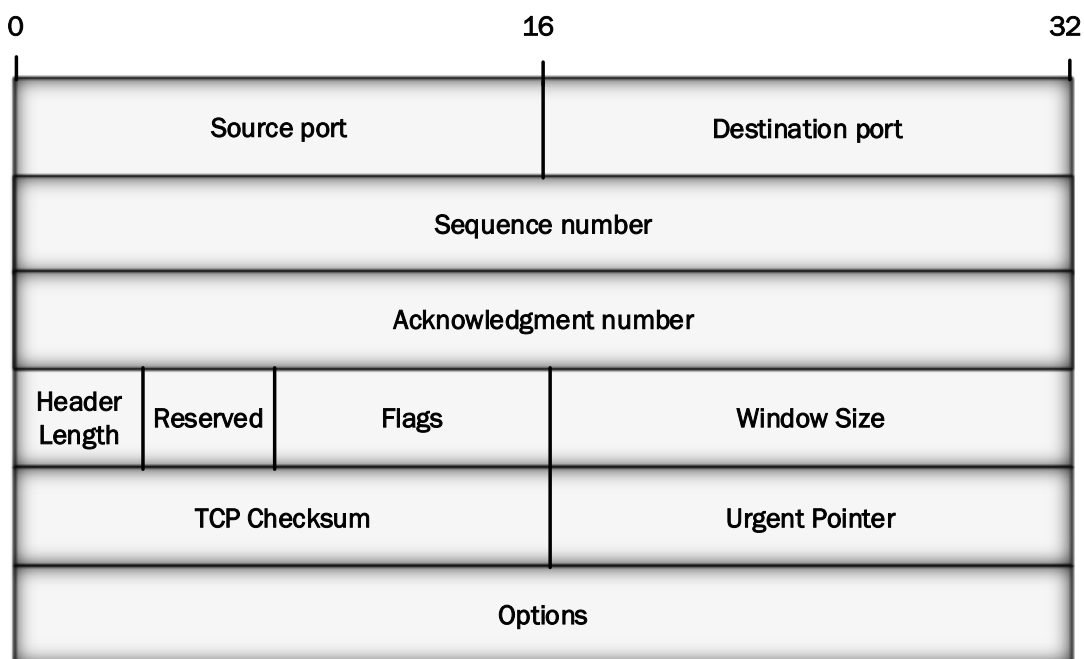 0 16 32
Source port Destination port
Sequence number
Acknowledgment number
Header
Length Reserved Flags Window Size
TCP Checksum Urgent Pointer
Options